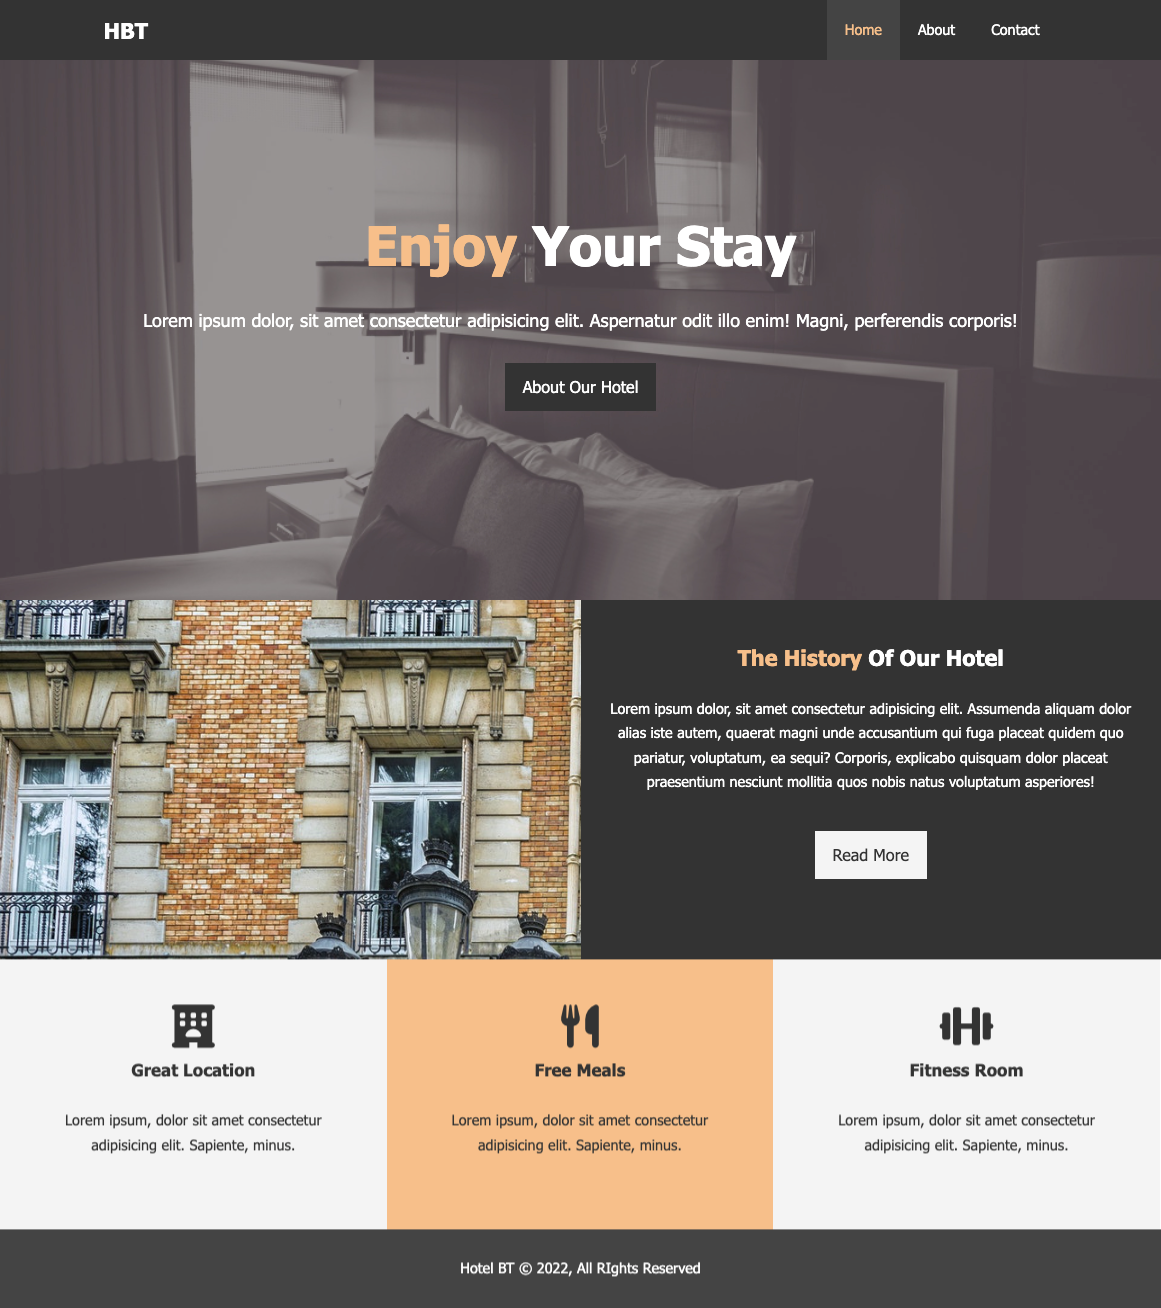 HBT
Home About Contact
Enjoy Your Stay
Lorem ipsum dolor, sit amet consectetur adipisicing elit. Aspernatur odit illo enim! Magni, perferendis corporis!
About Our Hotel
The History Of Our Hotel
Lorem ipsum dolor, sit amet consectetur adipisicing elit. Assumenda aliquam dolor
alias iste autem, quaerat magni unde accusantium qui fuga placeat quidem quo
pariatur, voluptatum, ea sequi? Corporis, explicabo quisquam dolor placeat
praesentium nesciunt mollitia quos nobis natus voluptatum asperiores!
Read More
Great Location
Lorem ipsum, dolor sit amet consectetur
adipisicing elit. Sapiente, minus.
Free Meals
Lorem ipsum, dolor sit amet consectetur
adipisicing elit. Sapiente, minus.
Fitness Room
Lorem ipsum, dolor sit amet consectetur
adipisicing elit. Sapiente, minus.
Hotel BT © 2022, All RIghts Reserved